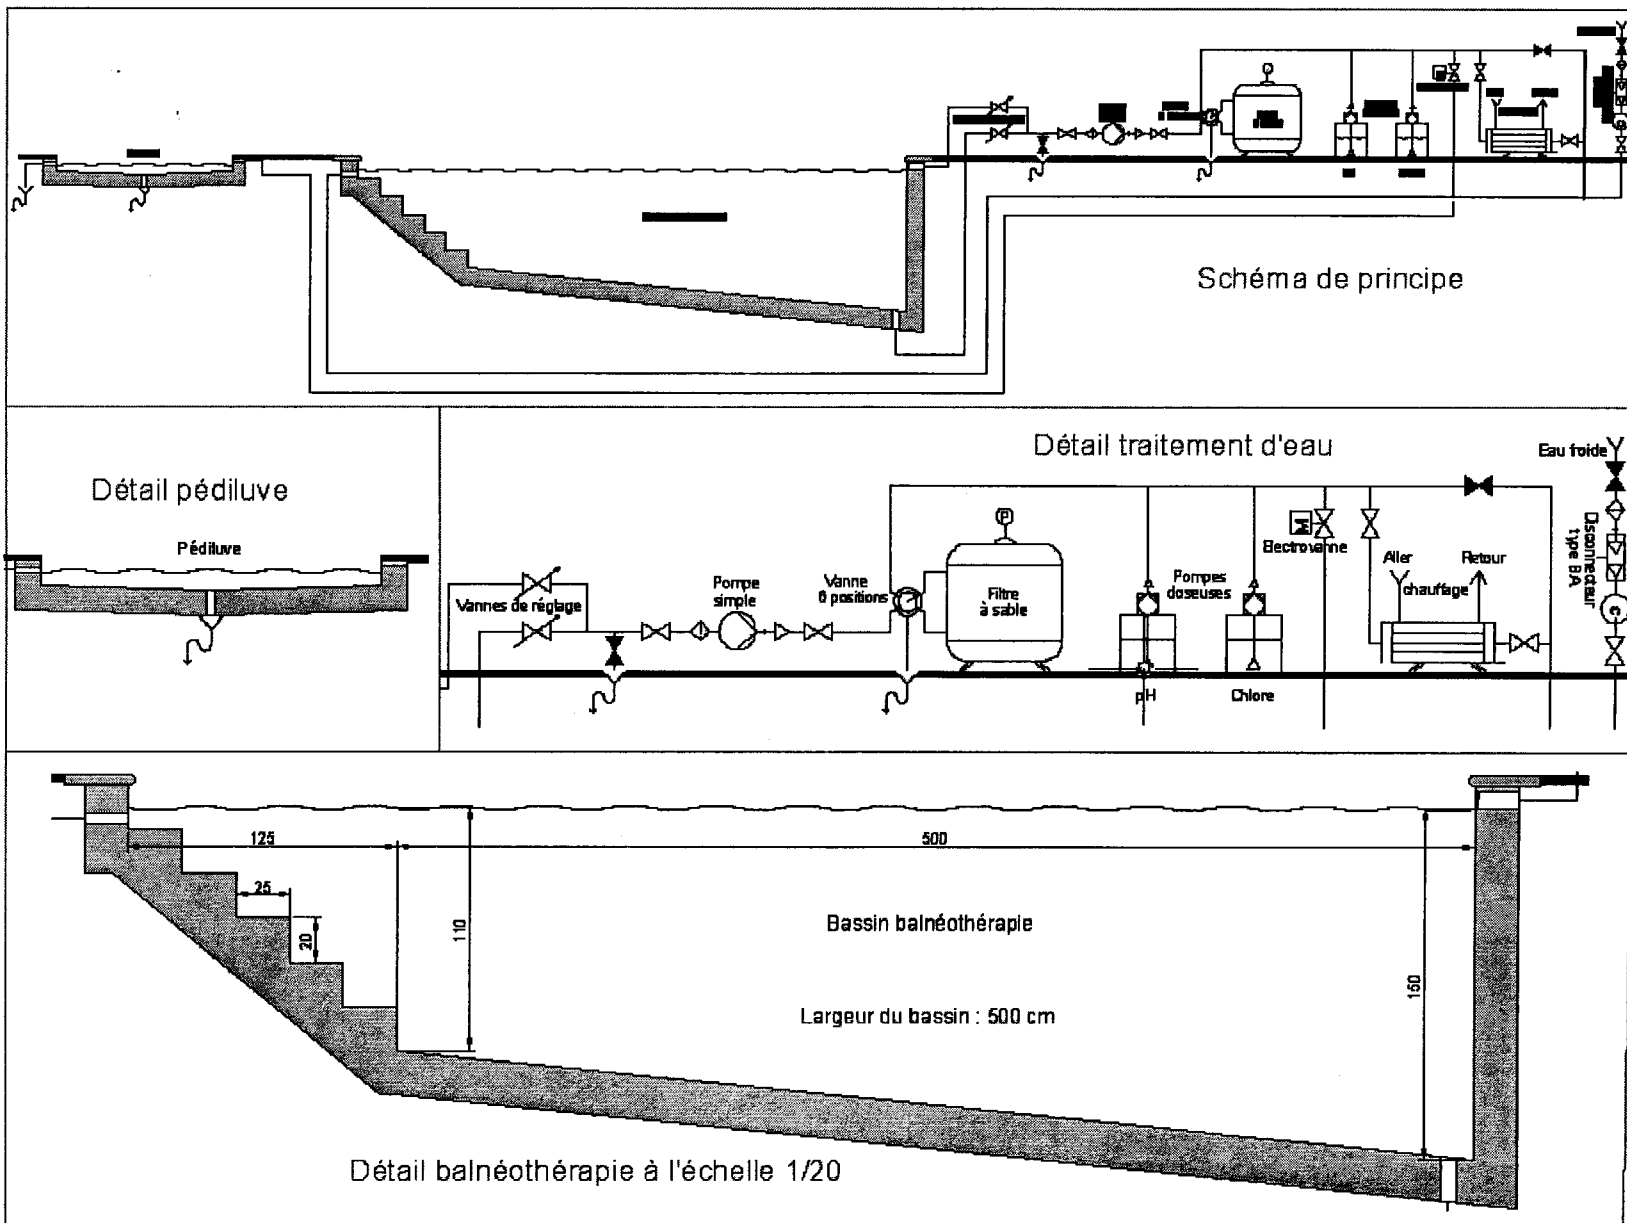 Schéma de principe
Détail pédiluve
Pédiluve
Détail traitement d'eau
Eau froide
Disconnecteur
type BA
P
M
Electrovanne
Aller
Retour
chauffage
Pompe
simple
Vanne
6 positions
Filtre
à sable
Pompes
doseuses
Vannes de réglage
C
pH
Chlore
125
500
25
20
110
150
Bassin balnéothérapie
Largeur du bassin : 500 cm
Détail balnéothérapie à l'échelle 1/20